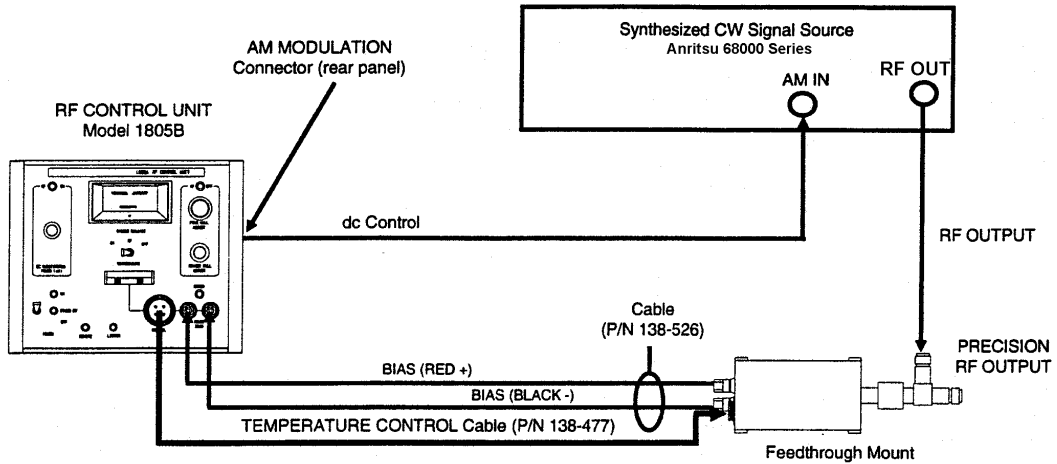 Synthesized CW Signal Source
Anritsu 68000 Series
AM IN
RF OUT
AM MODULATION
Connector (rear panel)
RF CONTROL UNIT
Model 1805B
dc Control
RF OUTPUT
Cable
(P/N 138-526)
PRECISION
RF OUTPUT
BIAS (RED +)
BIAS (BLACK -)
TEMPERATURE CONTROL Cable (P/N 138-477)
Feedthrough Mount